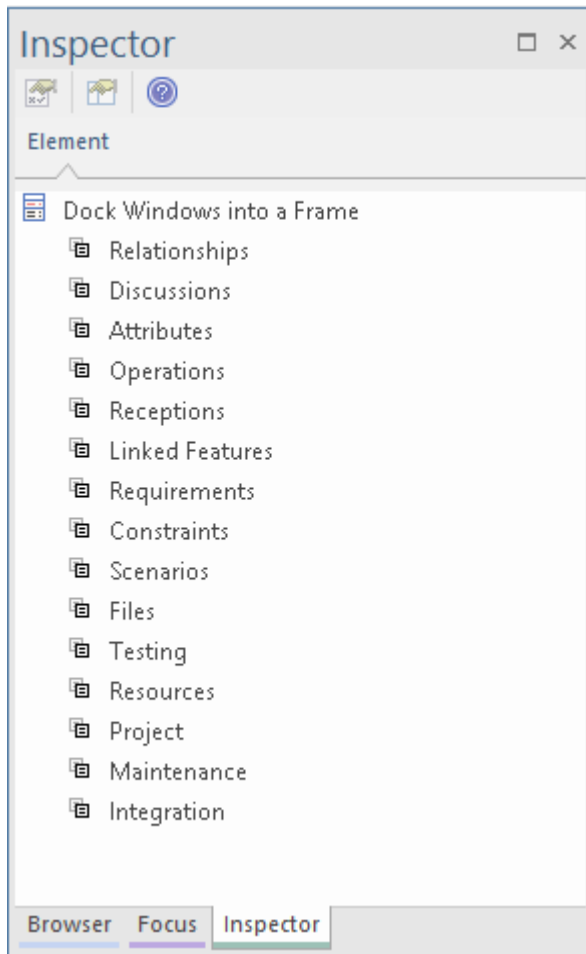 Inspector
Element
Dock Windows into a Frame
Relationships
Discussions
Attributes
Operations
Receptions
Linked Features
Requirements
Constraints
Scenarios
Files
Testing
Resources
Project
Maintenance
Integration
Browser Focus Inspector